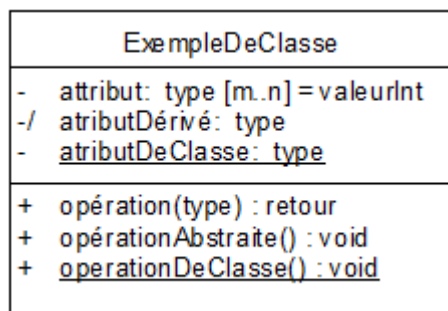 ExempleDeClasse
- attribut: type [m..n] = valeurInt
-/ atributDérivé: type
- atributDeClasse: type
+ opération(type) : retour
+ opérationAbstraite() : void
+ operationDeClasse() : void